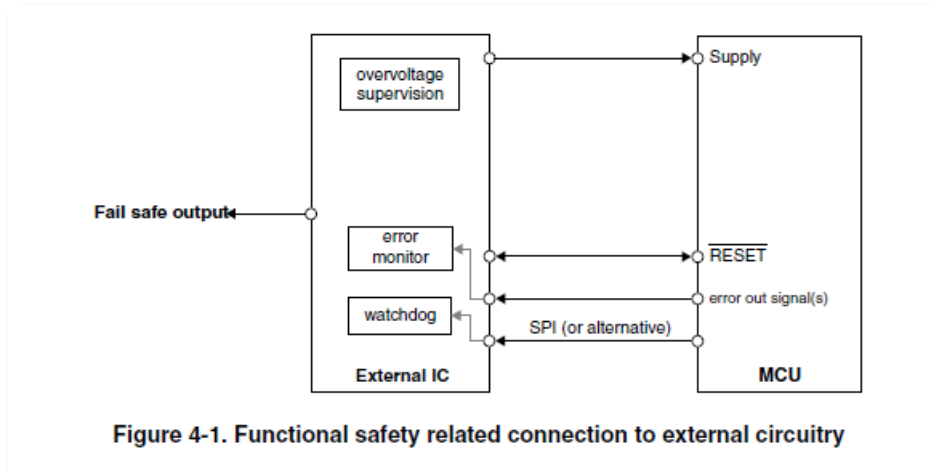 overvoltage
supervision
Supply
Fail safe output
error
monitor
RESET
error out signal(s)
watchdog
SPI (or alternative)
External IC
MCU
Figure 4-1. Functional safety related connection to external circuitry